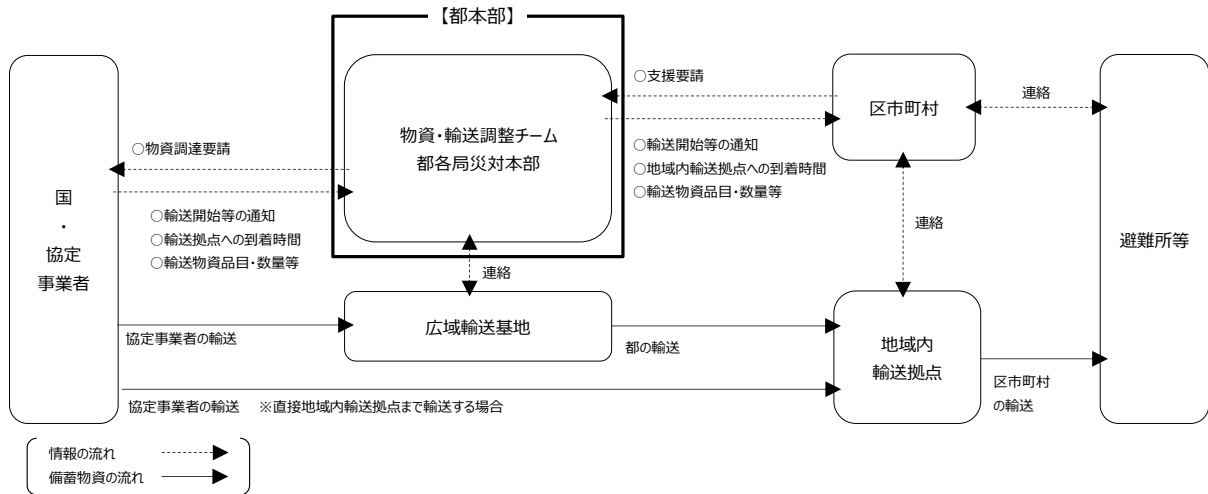 【都本部】
物資・輸送調整チーム
都各局災対本部
○支援要請
区市町村
連絡
○物資調達要請
○輸送開始等の通知
○地域内輸送拠点への到着時間
○輸送物資品目・数量等
国
・
協定
事業者
○輸送開始等の通知
○輸送拠点への到着時間
○輸送物資品目・数量等
連絡
連絡
避難所等
広域輸送基地
協定事業者の輸送
都の輸送
地域内
輸送拠点
協定事業者の輸送　※直接地域内輸送拠点まで輸送する場合
区市町村
の輸送
情報の流れ
備蓄物資の流れ